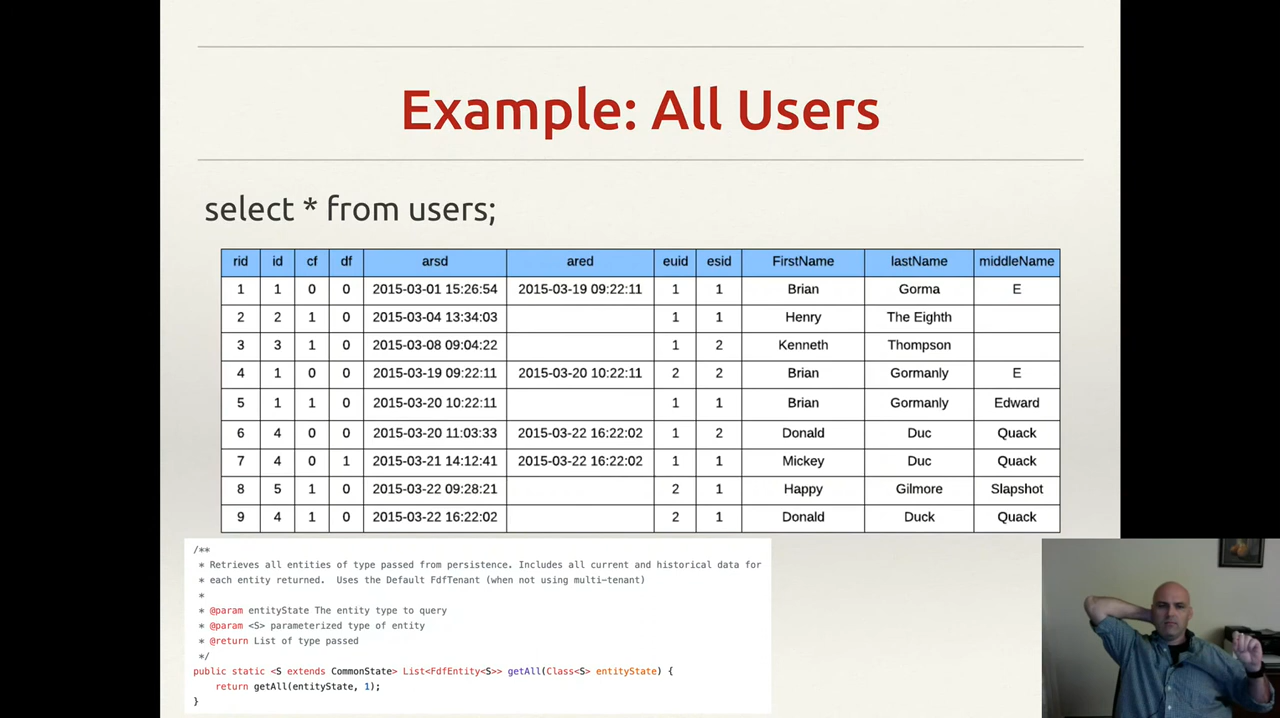 Example: All Users
select * from users;
rid id cf df arsd ared euid esid FirstName lastName middleName
1 1 0 0 2015-03-01 15:26:54 2015-03-19 09:22:11 1 1 Brian Gorma E
2 2 1 0 2015-03-04 13:34:03 1 1 Henry The Eighth
3 3 1 0 2015-03-08 09:04:22 1 2 Kenneth Thompson
4 1 0 0 2015-03-19 09:22:11 2015-03-20 10:22:11 2 2 Brian Gormanly E
5 1 1 0 2015-03-20 10:22:11 1 1 Brian Gormanly Edward
6 4 0 0 2015-03-20 11:03:33 2015-03-22 16:22:02 1 2 Donald Duc Quack
7 4 0 1 2015-03-21 14:12:41 2015-03-22 16:22:02 1 1 Mickey Duc Quack
8 5 1 0 2015-03-22 09:28:21 2 1 Happy Gilmore Slapshot
9 4 1 0 2015-03-22 16:22:02 2 1 Donald Duck Quack
/**
* Retrieves all entities of type passed from persistence. Includes all current and historical data for
* each entity returned.  Uses the Default FdfTenant (when not using multi-tenant)
*
* @param entityState The entity type to query
* @param <S> parameterized type of entity
* @return List of type passed
*/
public static <S extends CommonState> List<FdfEntity<S>> getAll(Class<S> entityState) {
return getAll(entityState, 1);
}